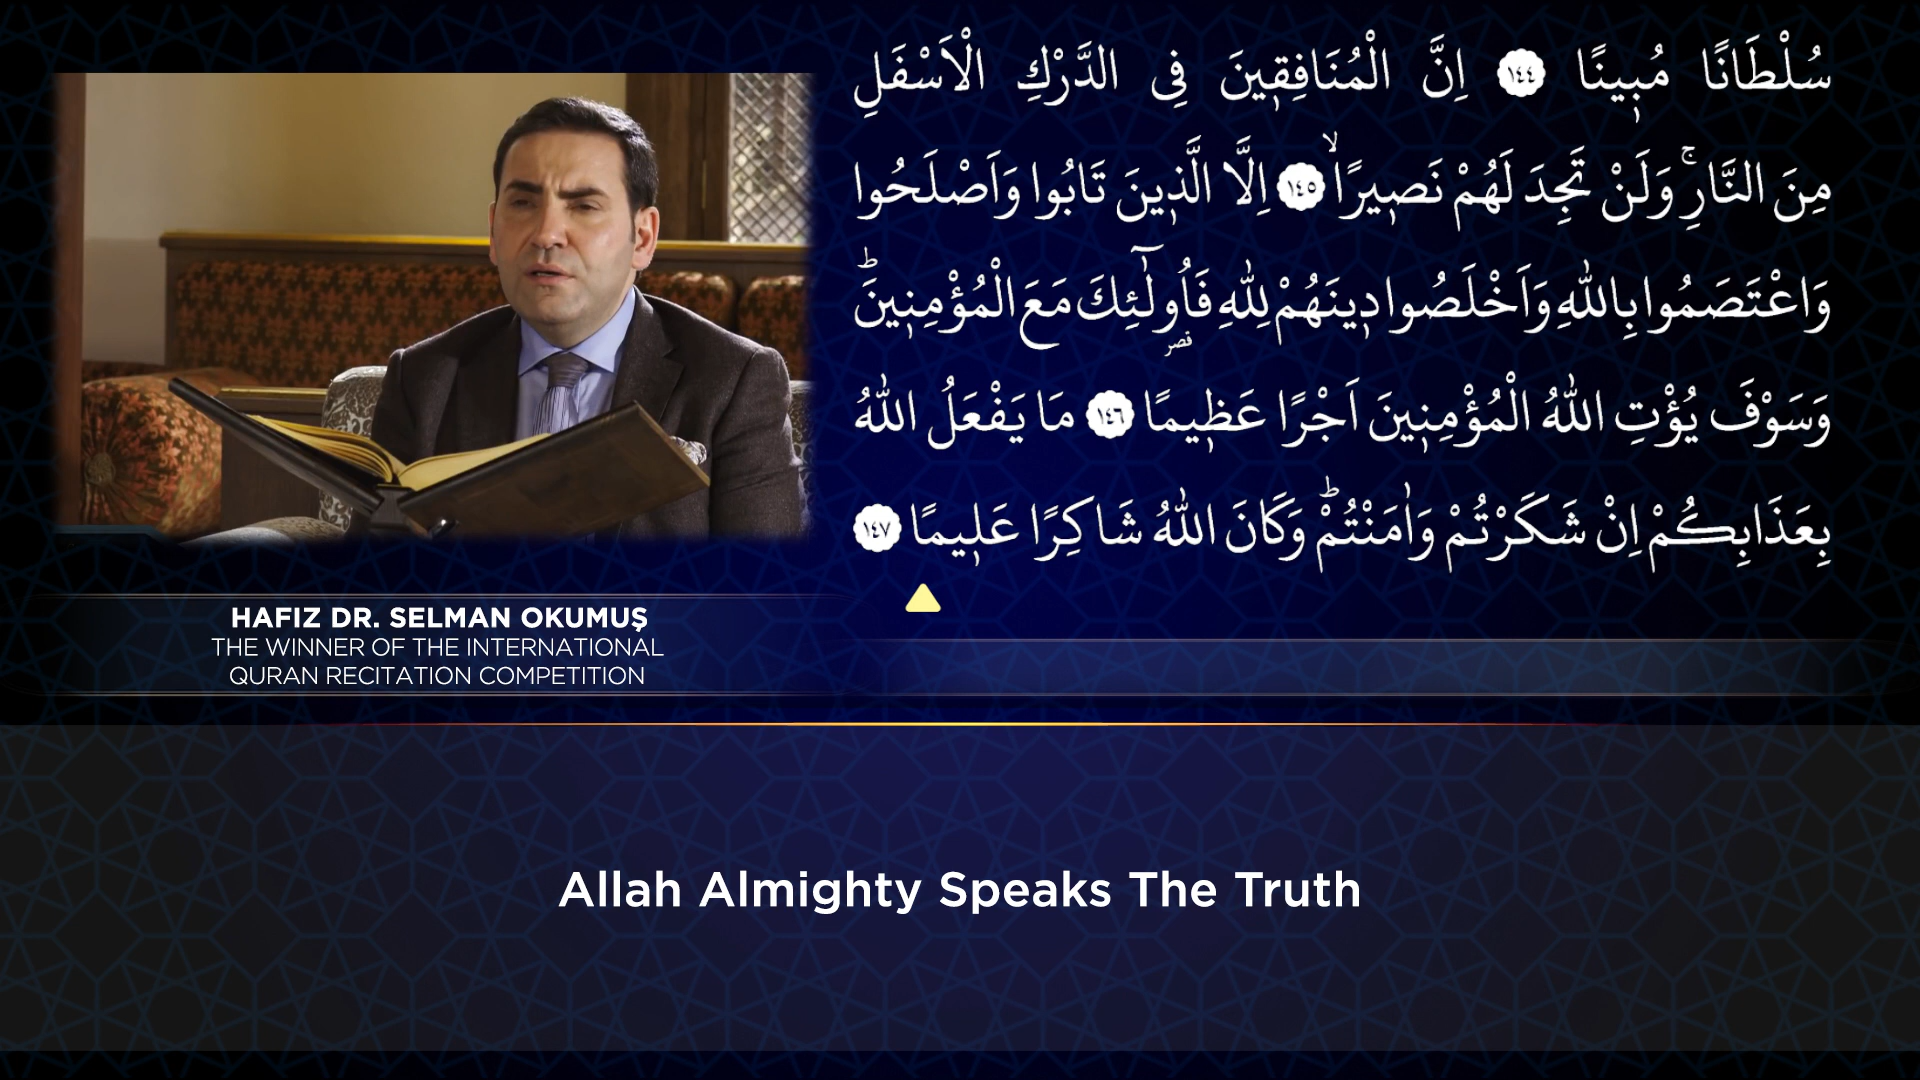 سُلْطَانًا مُبٖينًا ﴿١٤٤﴾ اِنَّ الْمُنَافِقٖينَ فِى الدَّرْكِ الْاَسْفَلِ
مِنَ النَّارِۚ وَلَنْ تَجِدَ لَهُمْ نَصٖيرًاۙ ﴿١٤٥﴾ اِلَّا الَّذٖينَ تَابُوا وَاَصْلَحُوا
وَاعْتَصَمُوا بِاللّٰهِ وَاَخْلَصُوا دٖينَهُمْ لِلّٰهِ فَاُو۬لٰٓئِكَ مَعَ الْمُؤْمِنٖينَؕ
قصر
وَسَوْفَ يُؤْتِ اللّٰهُ الْمُؤْمِنٖينَ اَجْرًا عَظٖيمًا ﴿١٤٦﴾ مَا يَفْعَلُ اللّٰهُ
بِعَذَابِكُمْ اِنْ شَكَرْتُمْ وَاٰمَنْتُمْؕ وَكَانَ اللّٰهُ شَاكِرًا عَلٖيمًا ﴿١٤٧﴾
HAFIZ DR. SELMAN OKUMUŞ
THE WINNER OF THE INTERNATIONAL
QURAN RECITATION COMPETITION
Allah Almighty Speaks The Truth